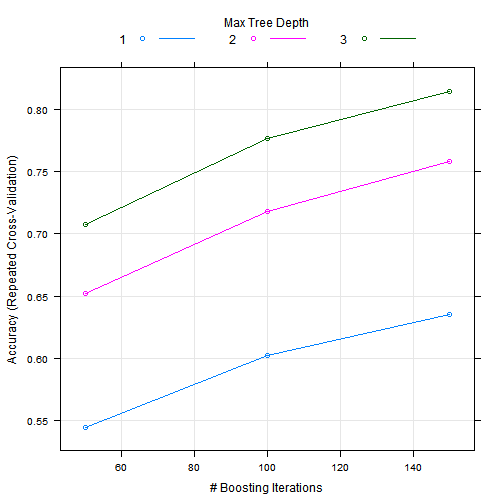 Max Tree Depth
1 2 3
0.80
0.75
0.70
0.65
0.60
0.55
Accuracy (Repeated Cross-Validation)
60 80 100 120 140
# Boosting Iterations